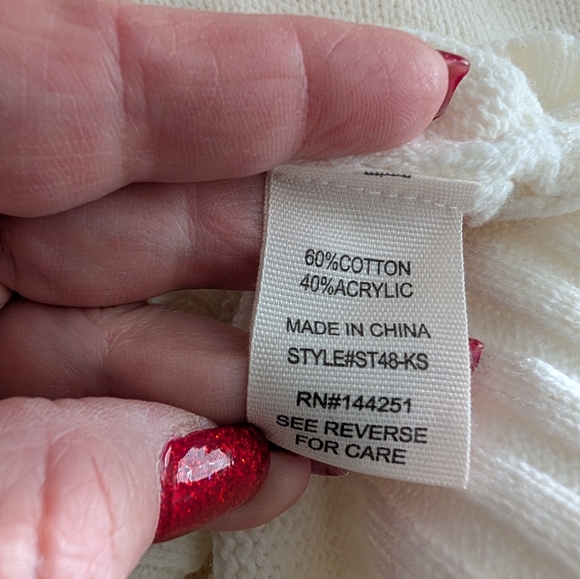 60%COTTON
40%ACRYLIC
MADE IN CHINA
STYLE#ST48-KS
RN#144251
SEE REVERSE
FOR CARE